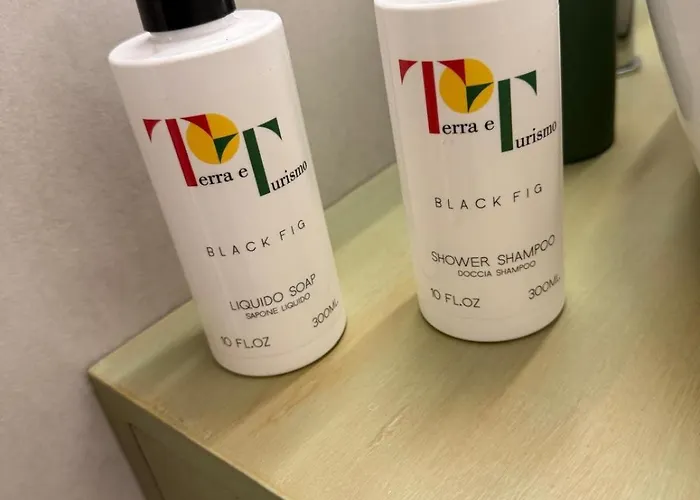 Terra e
Turismo
BLACK FIG
LIQUIDO SOAP
SAPONE LIQUIDO
10 FL.OZ 300ML
Terra e
Turismo
BLACK FIG
SHOWER SHAMPOO
DOCCIA SHAMPOO
10 FL.OZ 300ML